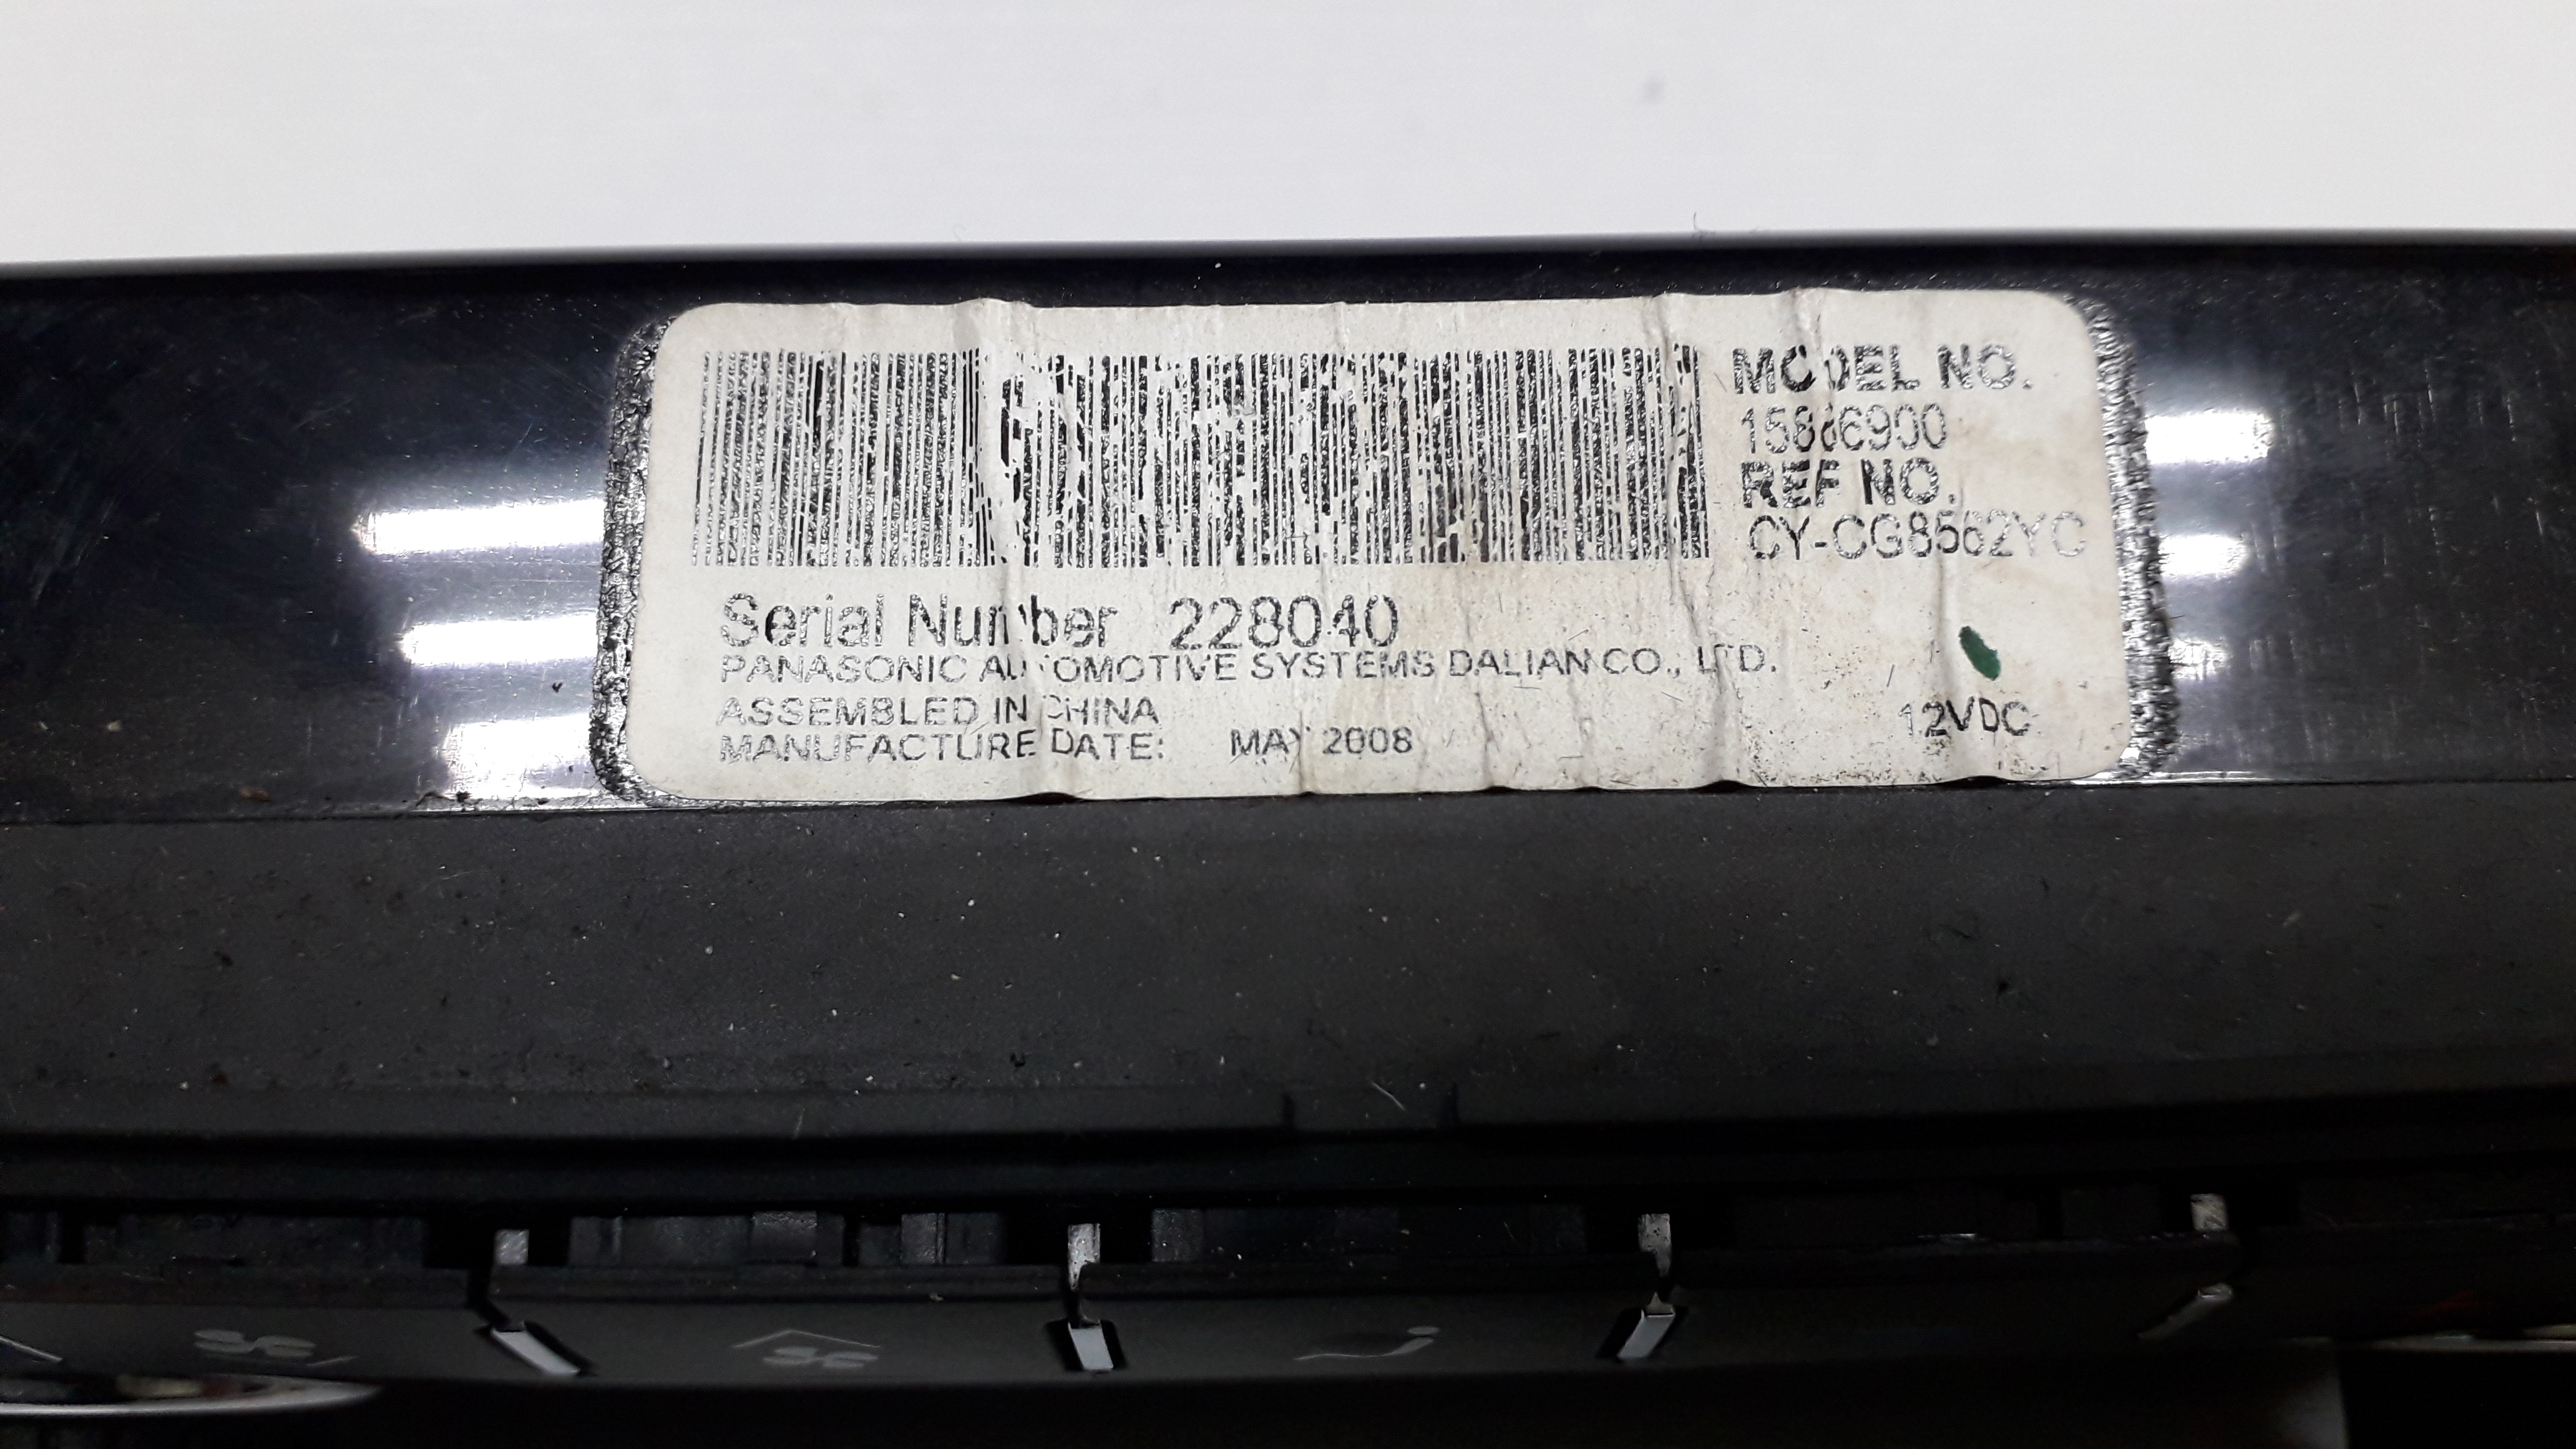 MODEL NO.
15886900
REF NO.
CY-CG8562YC
Serial Number 228040
PANASONIC AUTOMOTIVE SYSTEMS DALIAN CO., LTD.
ASSEMBLED IN CHINA
MANUFACTURE DATE: MAY 2008
12VDC